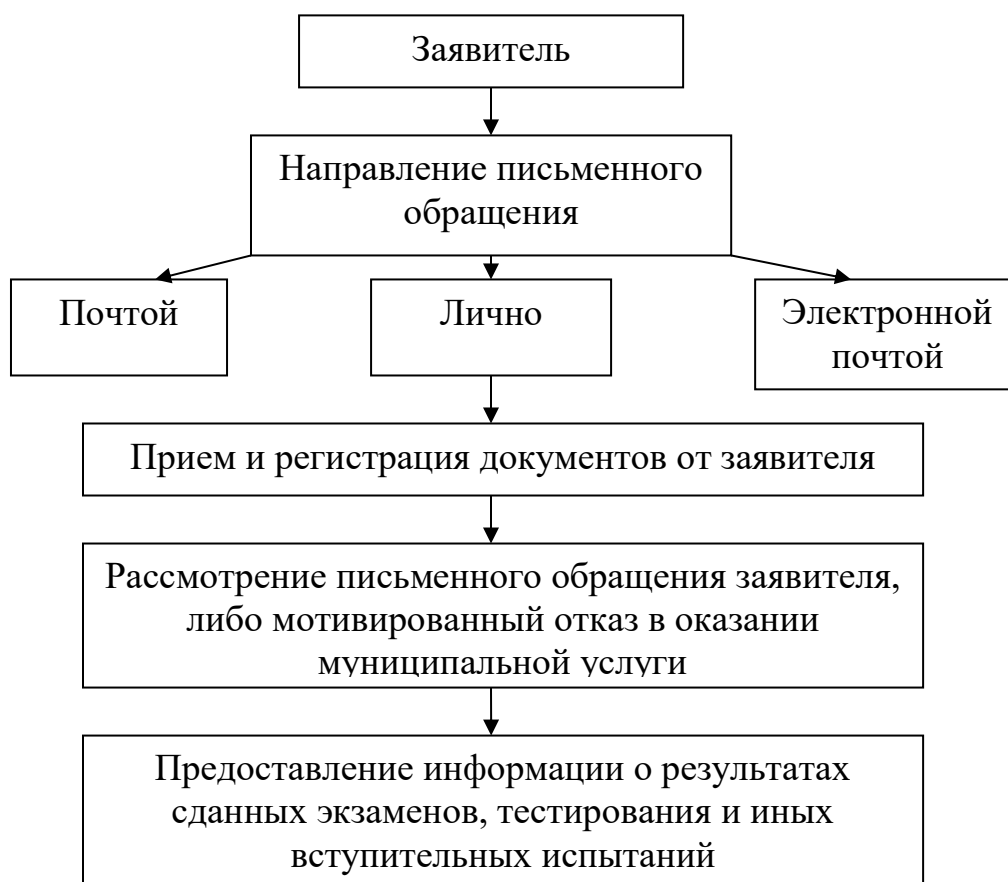 Заявитель
Направление письменного
обращения
Почтой
Лично
Электронной
почтой
Прием и регистрация документов от заявителя
Рассмотрение письменного обращения заявителя,
либо мотивированный отказ в оказании
муниципальной услуги
Предоставление информации о результатах
сданных экзаменов, тестирования и иных
вступительных испытаний